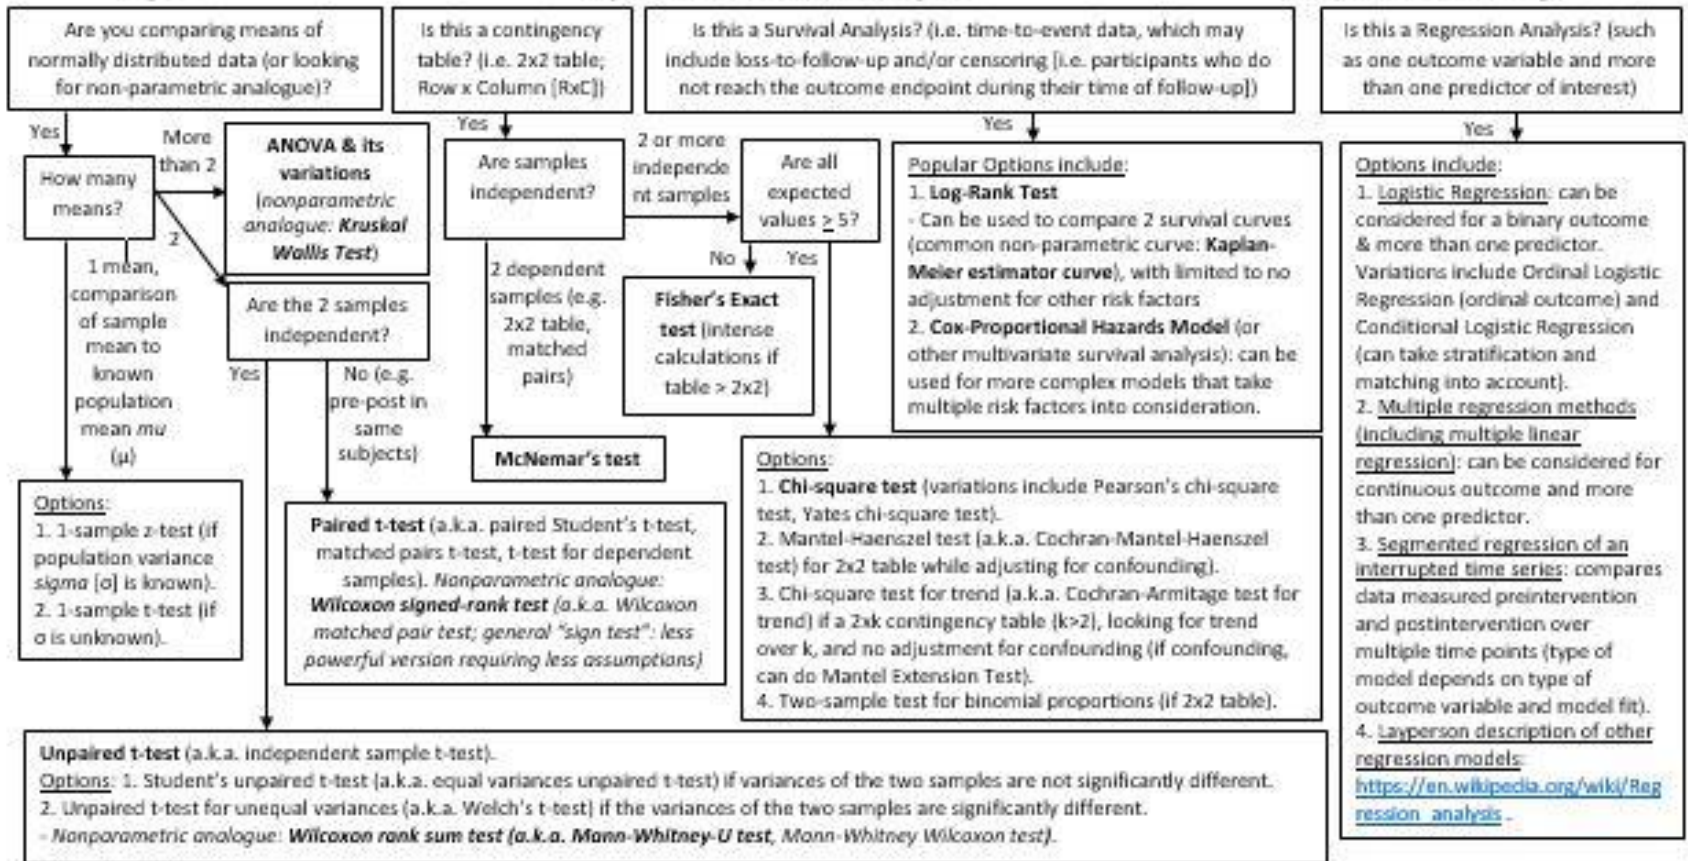 Are you comparing means of
normally distributed data (or looking
for non-parametric analogue)?
Yes
How many
means?
More
than 2
ANOVA & its
variations
(nonparametric
analogue: Kruskal
Wallis Test)
2
1 mean,
comparison
of sample
mean to
known
population
mean mu
(μ)
Are the 2 samples
independent?
Yes
No (e.g.
pre-post in
same
subjects)
Options:
1. 1-sample z-test (if
population variance
sigma [σ] is known).
2. 1-sample t-test (if
σ is unknown).
Paired t-test (a.k.a. paired Student's t-test,
matched pairs t-test, t-test for dependent
samples). Nonparametric analogue:
Wilcoxon signed-rank test (a.k.a. Wilcoxon
matched pair test; general "sign test": less
powerful version requiring less assumptions)
Unpaired t-test (a.k.a. independent sample t-test).
Options: 1. Student's unpaired t-test (a.k.a. equal variances unpaired t-test) if variances of the two samples are not significantly different.
2. Unpaired t-test for unequal variances (a.k.a. Welch's t-test) if the variances of the two samples are significantly different.
- Nonparametric analogue: Wilcoxon rank sum test (a.k.a. Mann-Whitney-U test, Mann-Whitney Wilcoxon test).
Is this a contingency
table? (i.e. 2x2 table;
Row x Column [RxC])
Yes
Are samples
independent?
2 or more
independe
nt samples
Are all
expected
values ≥ 5?
2 dependent
samples (e.g.
2x2 table,
matched
pairs)
No
Yes
Fisher's Exact
test (intense
calculations if
table > 2x2)
McNemar's test
Options:
1. Chi-square test (variations include Pearson's chi-square
test, Yates chi-square test).
2. Mantel-Haenszel test (a.k.a. Cochran-Mantel-Haenszel
test) for 2x2 table while adjusting for confounding).
3. Chi-square test for trend (a.k.a. Cochran-Armitage test for
trend) if a 2xk contingency table (k>2), looking for trend
over k, and no adjustment for confounding (if confounding,
can do Mantel Extension Test).
4. Two-sample test for binomial proportions (if 2x2 table).
Is this a Survival Analysis? (i.e. time-to-event data, which may
include loss-to-follow-up and/or censoring [i.e. participants who do
not reach the outcome endpoint during their time of follow-up])
Yes
Popular Options include:
1. Log-Rank Test
- Can be used to compare 2 survival curves
(common non-parametric curve: Kaplan-
Meier estimator curve), with limited to no
adjustment for other risk factors
2. Cox-Proportional Hazards Model (or
other multivariate survival analysis): can be
used for more complex models that take
multiple risk factors into consideration.
Is this a Regression Analysis? (such
as one outcome variable and more
than one predictor of interest)
Yes
Options include:
1. Logistic Regression: can be
considered for a binary outcome
& more than one predictor.
Variations include Ordinal Logistic
Regression (ordinal outcome) and
Conditional Logistic Regression
(can take stratification and
matching into account).
2. Multiple regression methods
(including multiple linear
regression): can be considered for
continuous outcome and more
than one predictor.
3. Segmented regression of an
interrupted time series: compares
data measured preintervention
and postintervention over
multiple time points (type of
model depends on type of
outcome variable and model fit).
4. Layperson description of other
regression models:
https://en.wikipedia.org/wiki/Reg
ression_analysis .